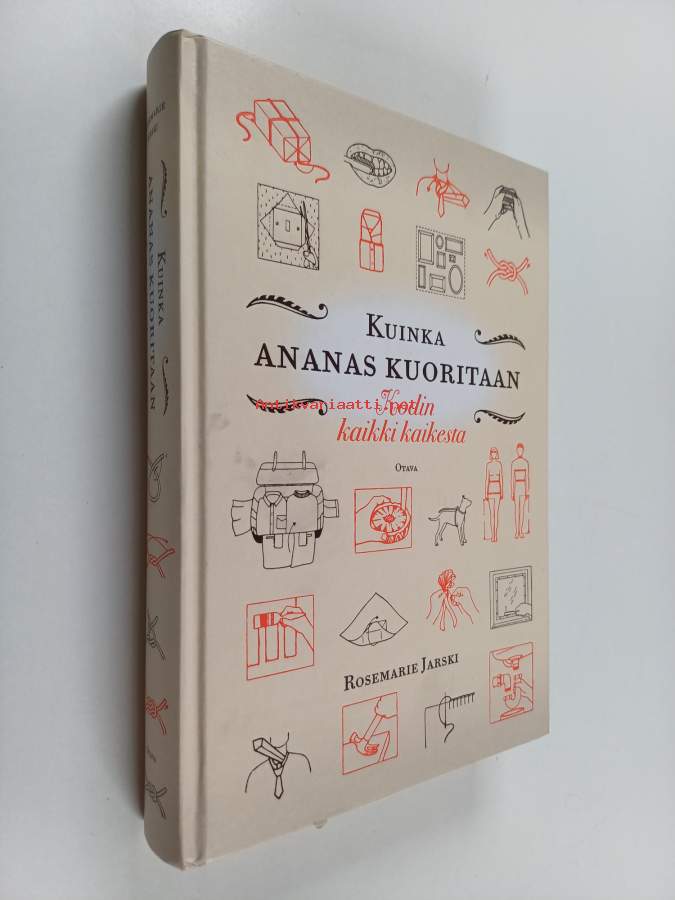 KUINKA
ANANAS KUORITAAN
Antikvariaatti.net
Kodin
kaikki kaikesta
OTAVA
ROSEMARIE JARSKI
KUINKA
ANANAS KUORITAAN